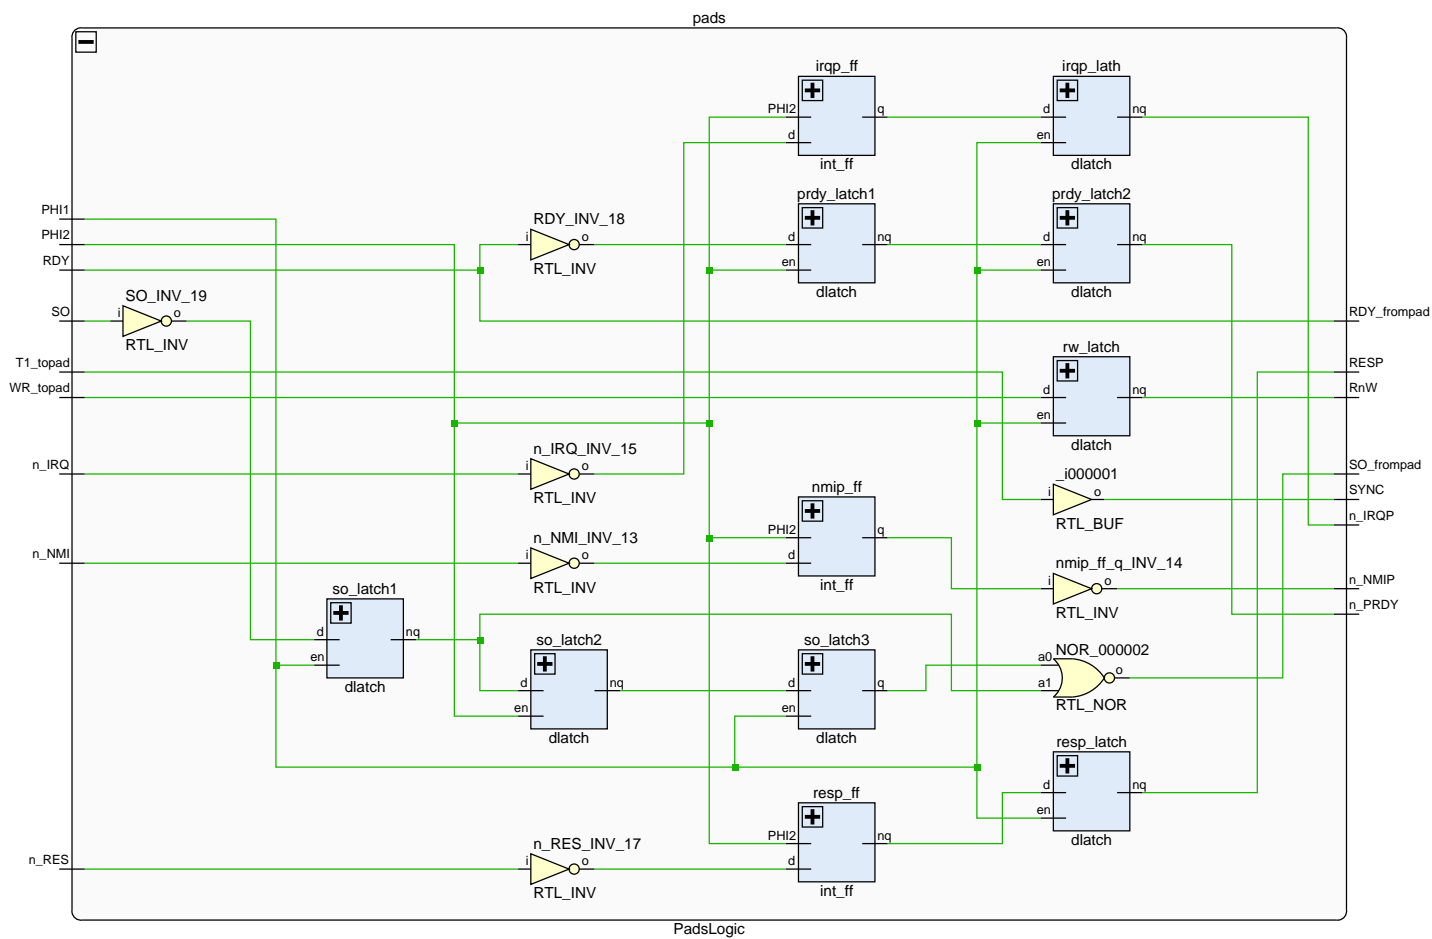 pads
irqp_ff
irqp_lath
PHI2
q
d
nq
d
en
int_ff
dlatch
prdy_latch1
prdy_latch2
PHI1
RDY_INV_18
PHI2
i
o
d
nq
d
nq
RDY
en
en
RTL_INV
dlatch
dlatch
SO_INV_19
SO
i
o
RDY_frompad
RTL_INV
rw_latch
T1_topad
RESP
WR_topad
d
nq
RnW
en
dlatch
n_IRQ_INV_15
n_IRQ
i
o
_i000001
SO_frompad
RTL_INV
nmip_ff
i
o
SYNC
RTL_BUF
n_IRQP
n_NMI_INV_13
PHI2
q
n_NMI
i
o
d
nmip_ff_q_INV_14
RTL_INV
int_ff
i
o
n_NMIP
so_latch1
RTL_INV
n_PRDY
d
nq
so_latch2
so_latch3
NOR_000002
en
a0
o
dlatch
d
nq
d
q
a1
en
en
RTL_NOR
dlatch
dlatch
resp_latch
resp_ff
d
nq
en
n_RES_INV_17
PHI2
nq
dlatch
n_RES
i
o
d
RTL_INV
int_ff
PadsLogic